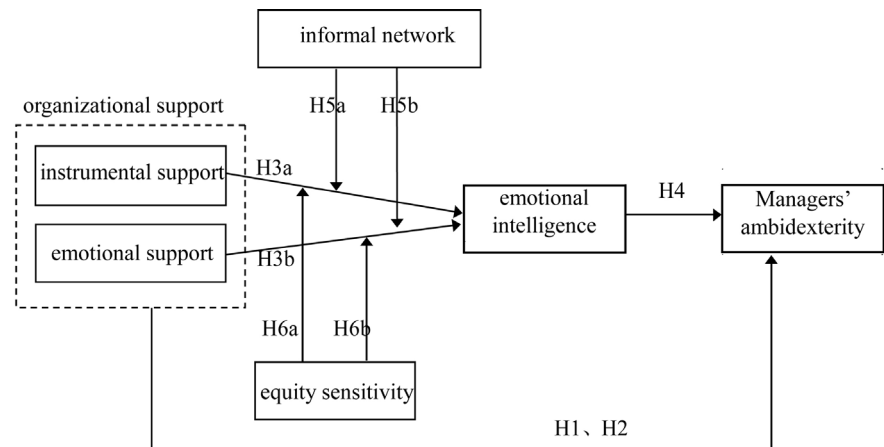 informal network
H5a
H5b
organizational support
instrumental support
H3a
emotional support
H3b
emotional
intelligence
H4
Managers’
ambidexterity
H6a
H6b
equity sensitivity
H1、H2